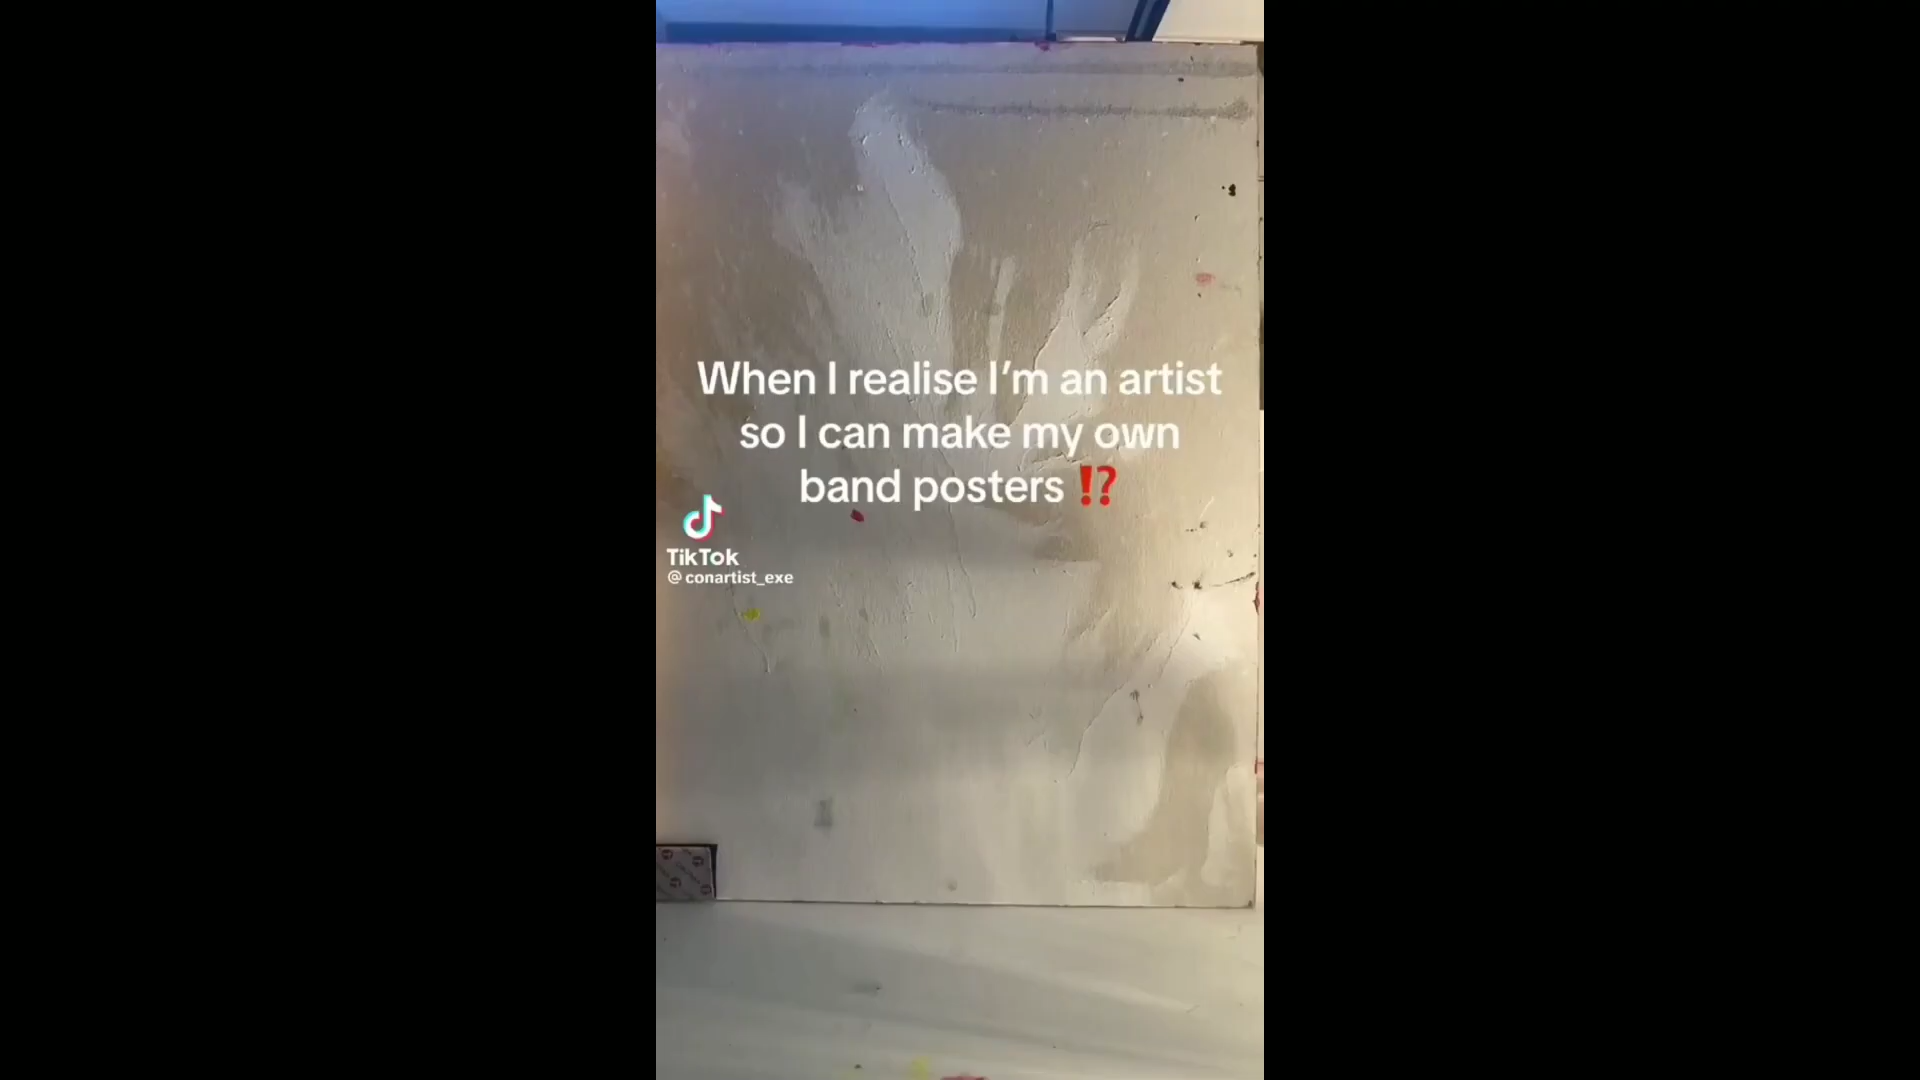 When I realise I'm an artist
so I can make my own
band posters ⁉️
TikTok
@conartist_exe